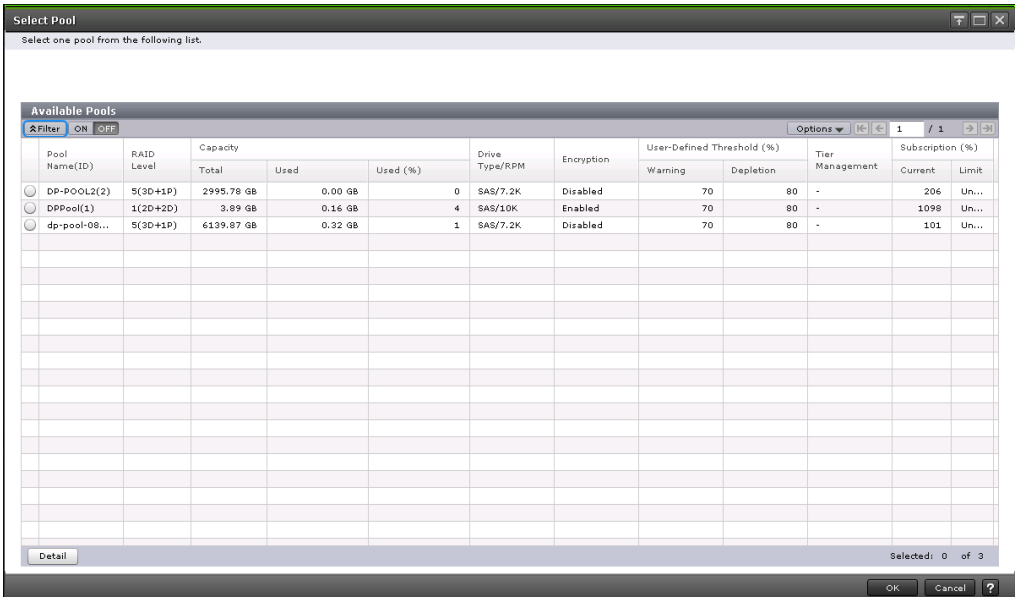 Select Pool
Select one pool from the following list.
Available Pools
Filter ON OFF Options 1 / 1
Pool Name(ID) RAID Level Capacity Drive Type/RPM Encryption User-Defined Threshold (%) Tier Management Subscription (%)
Total Used Used (%) Warning Depletion Current Limit
DP-POOL2(2) 5(3D+1P) 2995.78 GB 0.00 GB 0 SAS/7.2K Disabled 70 80 - 206 Un...
DPPool(1) 1(2D+2D) 3.89 GB 0.16 GB 4 SAS/10K Enabled 70 80 - 1098 Un...
dp-pool-08... 5(3D+1P) 6139.87 GB 0.32 GB 1 SAS/7.2K Disabled 70 80 - 101 Un...
Detail Selected: 0 of 3
OK Cancel ?